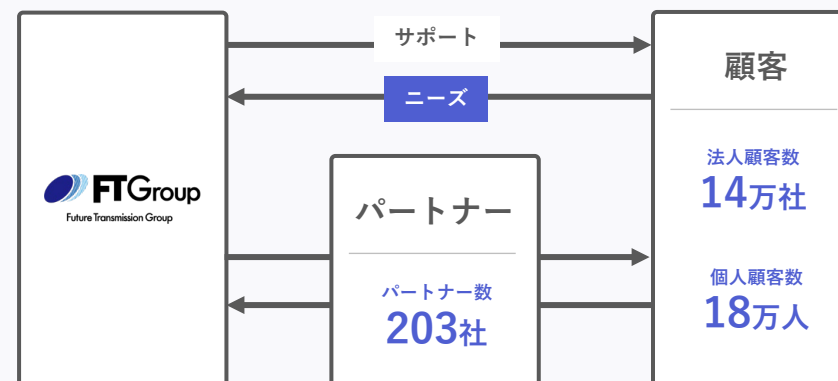 サポート
ニーズ
FTGroup
Future Transmission Group
パートナー
パートナー数
203社
顧客
法人顧客数
14万社
個人顧客数
18万人